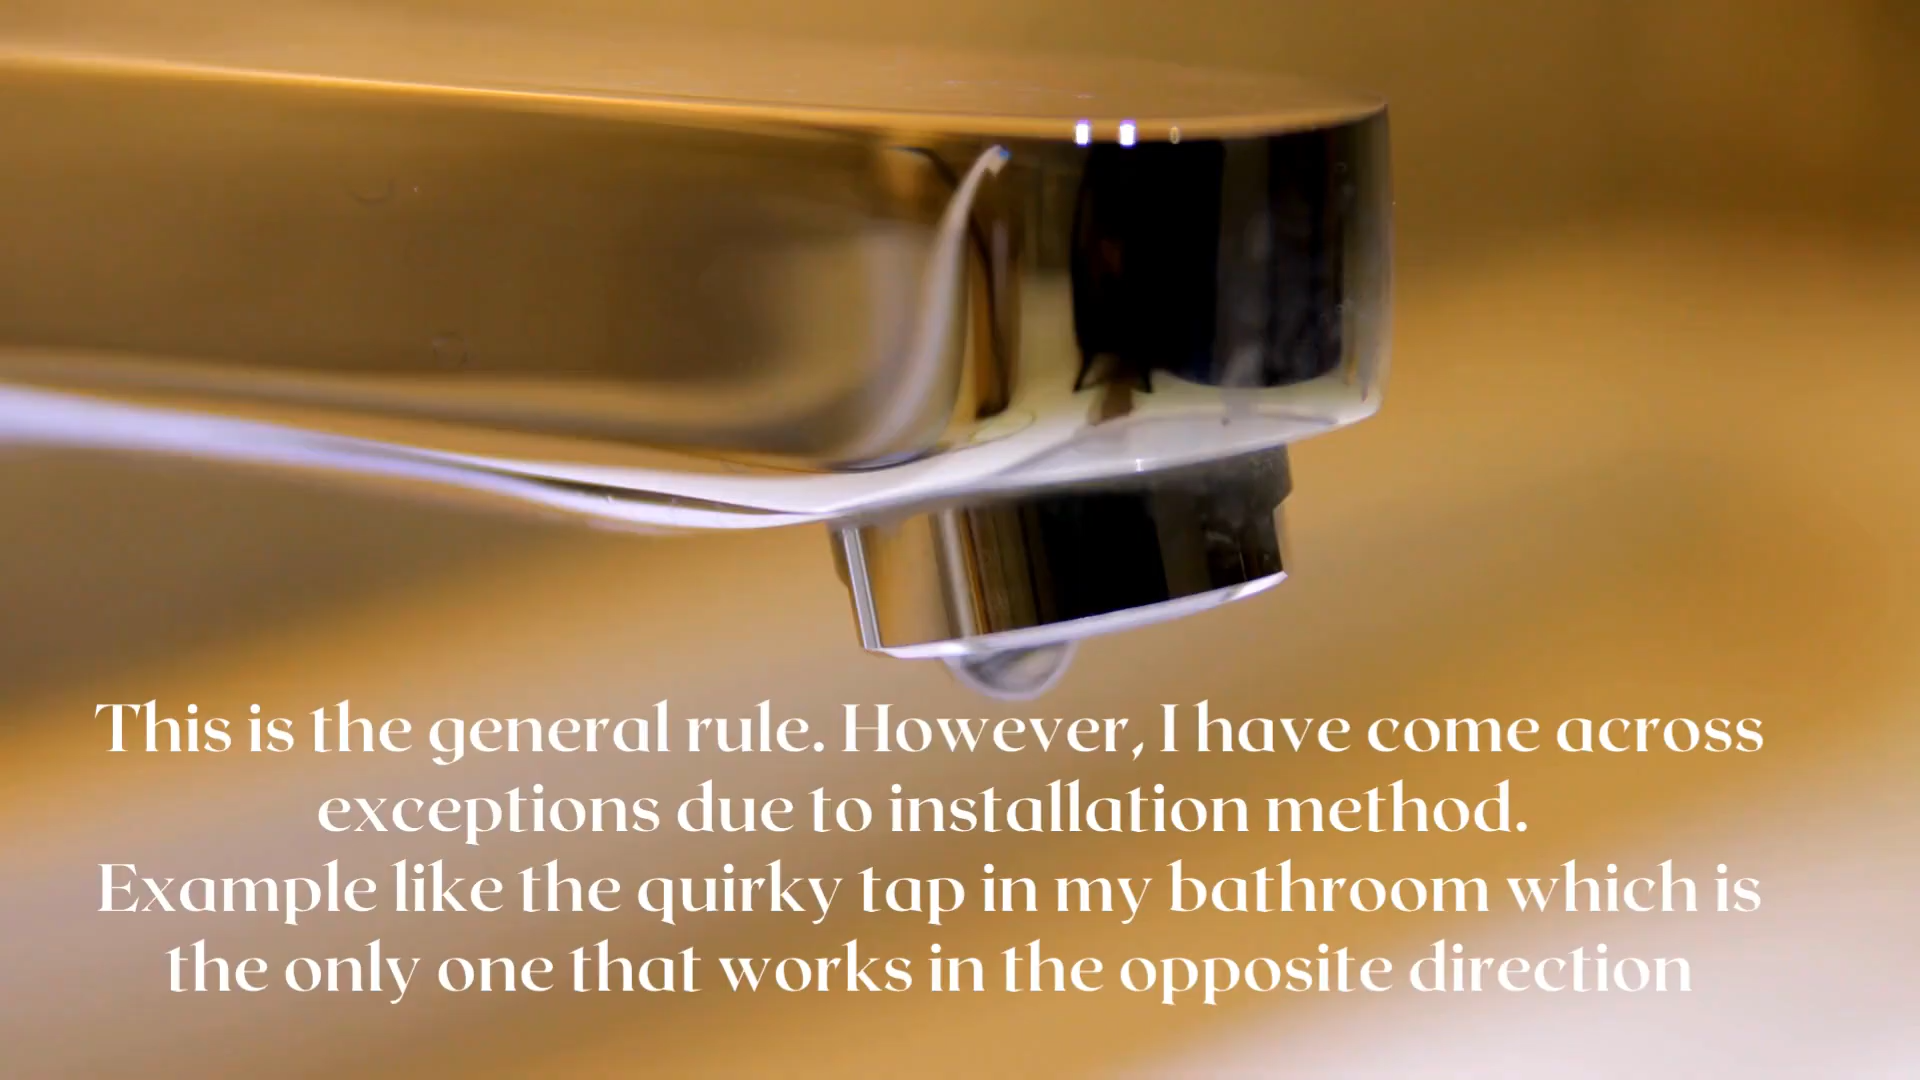 This is the general rule. However, I have come across
exceptions due to installation method.
Example like the quirky tap in my bathroom which is
the only one that works in the opposite direction